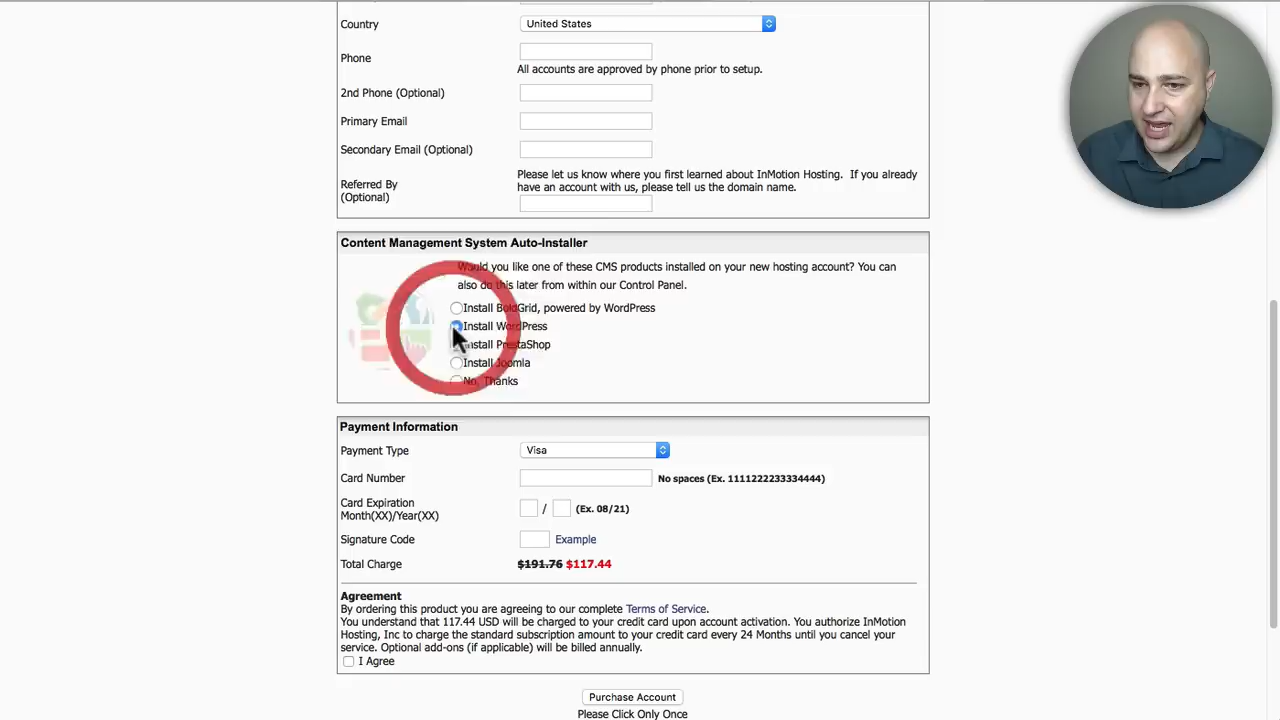 Country
United States
Phone
All accounts are approved by phone prior to setup.
2nd Phone (Optional)
Primary Email
Secondary Email (Optional)
Please let us know where you first learned about InMotion Hosting. If you already
Referred By
(Optional)
have an account with us, please tell us the domain name.
Content Management System Auto-Installer
Would you like one of these CMS products installed on your new hosting account? You can
also do this later from within our Control Panel.
Install BoldGrid, powered by WordPress
Install WordPress
Install PrestaShop
Install Joomla
No, Thanks
Payment Information
Payment Type
Visa
Card Number
No spaces (Ex. 1111222233334444)
Card Expiration
Month(XX)/Year(XX)
/
(Ex. 08/21)
Signature Code
Example
Total Charge
$191.76 $117.44
Agreement
By ordering this product you are agreeing to our complete Terms of Service.
You understand that 117.44 USD will be charged to your credit card upon account activation. You authorize InMotion
Hosting, Inc to charge the standard subscription amount to your credit card every 24 Months until you cancel your
service. Optional add-ons (if applicable) will be billed annually.
I Agree
Purchase Account
Please Click Only Once